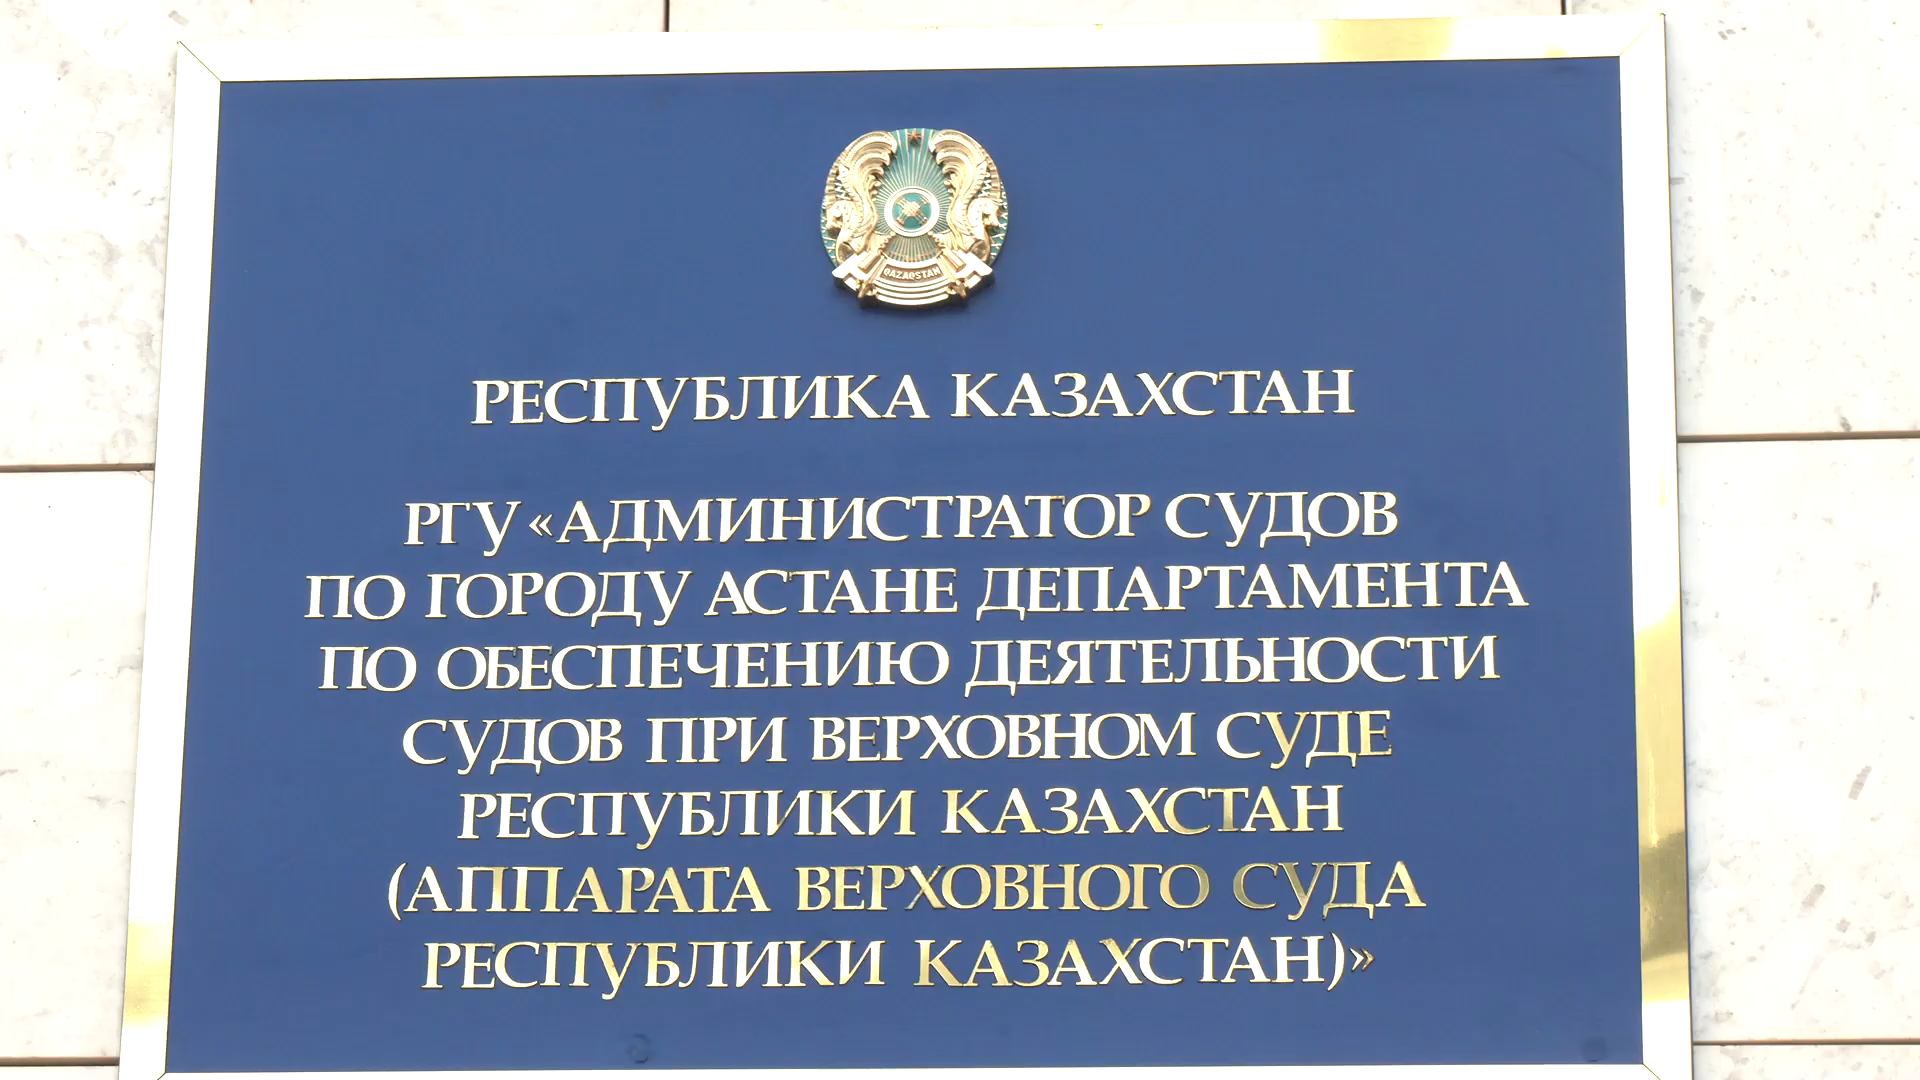 QAZAQSTAN
РЕСПУБЛИКА КАЗАХСТАН
РГУ «АДМИНИСТРАТОР СУДОВ
ПО ГОРОДУ АСТАНЕ ДЕПАРТАМЕНТА
ПО ОБЕСПЕЧЕНИЮ ДЕЯТЕЛЬНОСТИ
СУДОВ ПРИ ВЕРХОВНОМ СУДЕ
РЕСПУБЛИКИ КАЗАХСТАН
(АППАРАТА ВЕРХОВНОГО СУДА
РЕСПУБЛИКИ КАЗАХСТАН)»